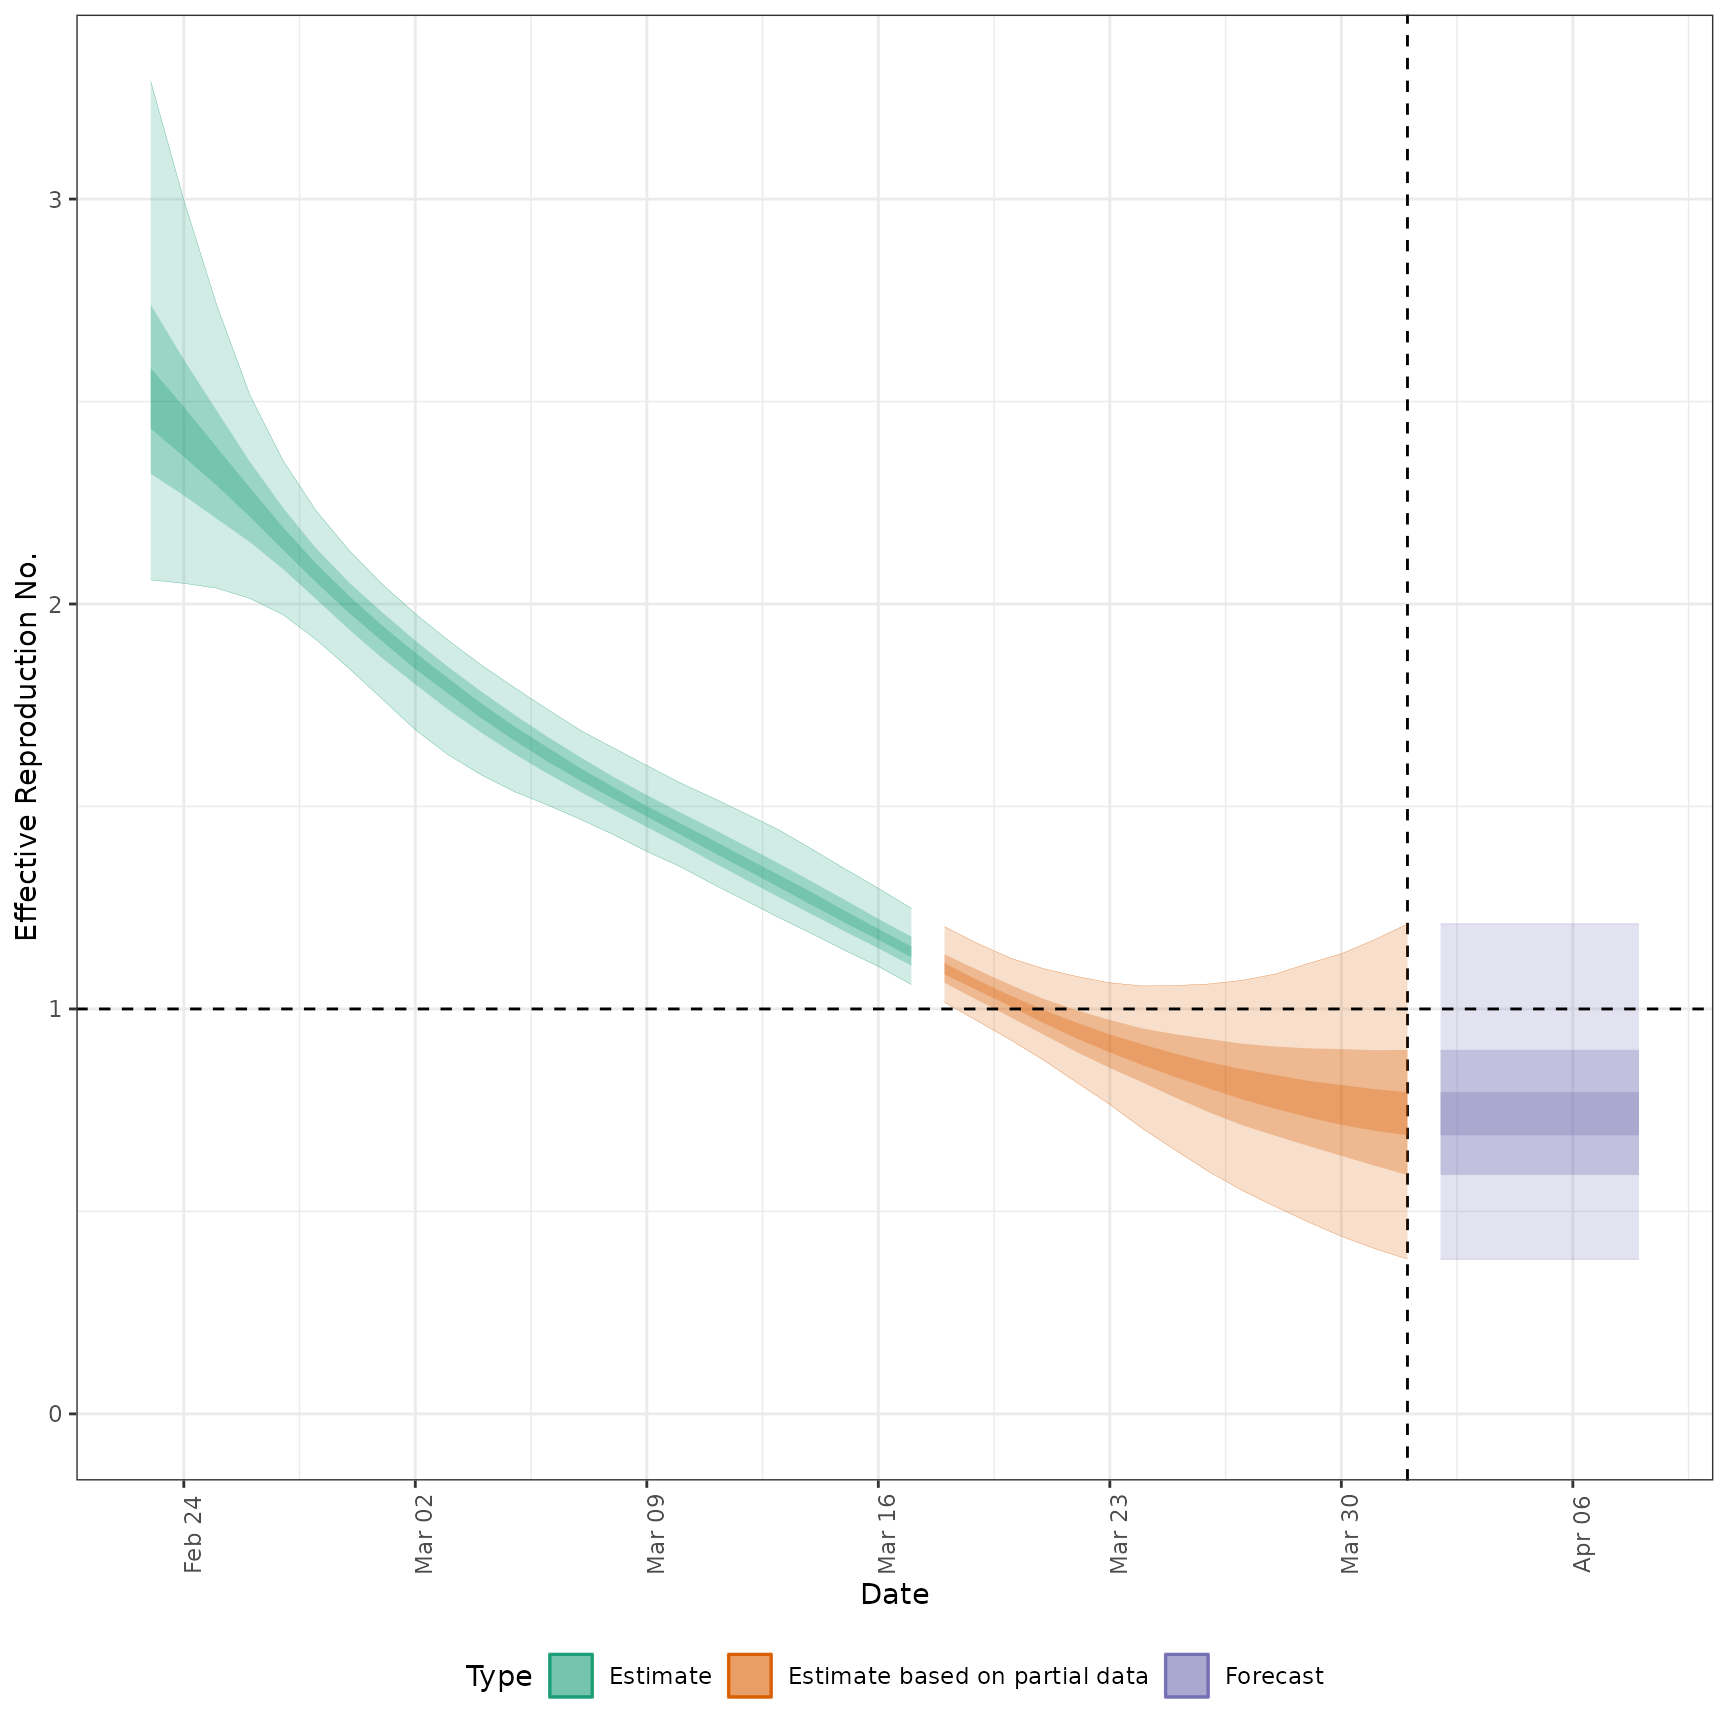 Effective Reproduction No.
3
2
1
0
Feb 24
Mar 02
Mar 09
Mar 16
Mar 23
Mar 30
Apr 06
Date
Type Estimate Estimate based on partial data Forecast